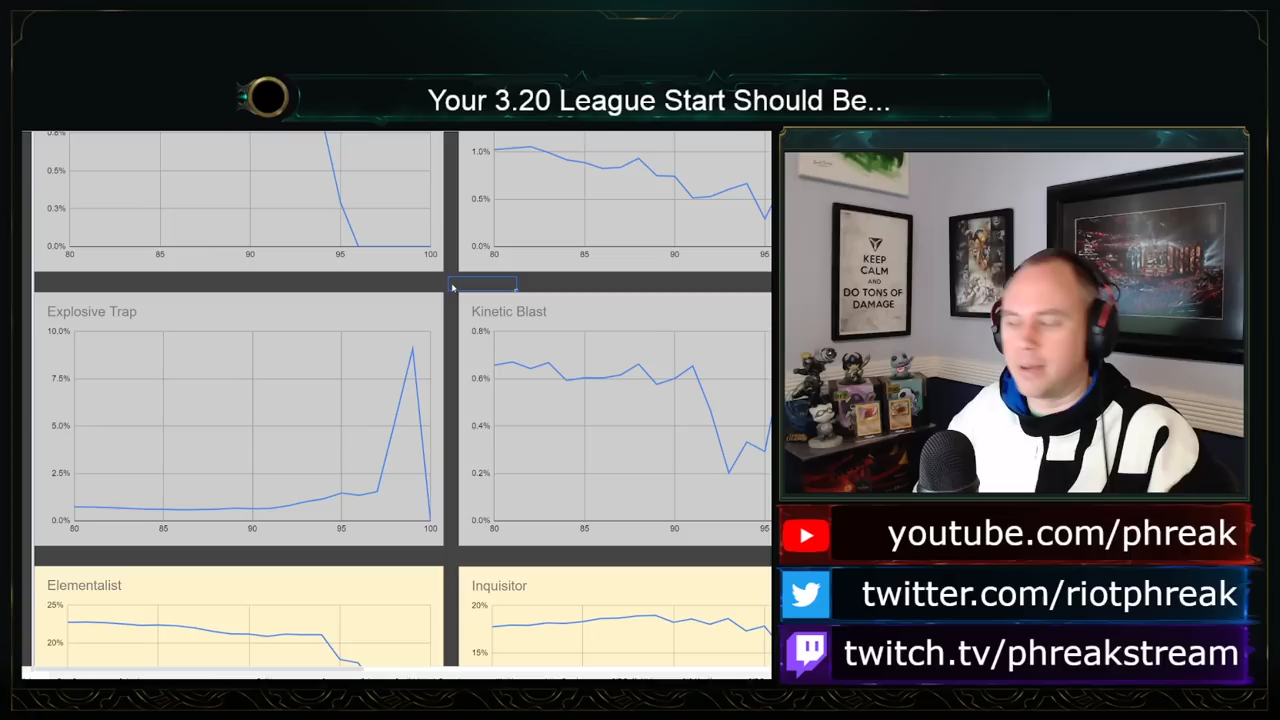 Your 3.20 League Start Should Be...
0.8%
0.5%
0.3%
0.0%
80 85 90 95 100
1.0%
0.5%
0.0%
80 85 90 95
Explosive Trap
10.0%
7.5%
5.0%
2.5%
0.0%
80 85 90 95 100
Kinetic Blast
0.8%
0.6%
0.4%
0.2%
0.0%
80 85 90 95
Elementalist
25%
20%
Inquisitor
20%
15%
KEEP
CALM
AND
DO TONS OF
DAMAGE
youtube.com/phreak
twitter.com/riotphreak
twitch.tv/phreakstream